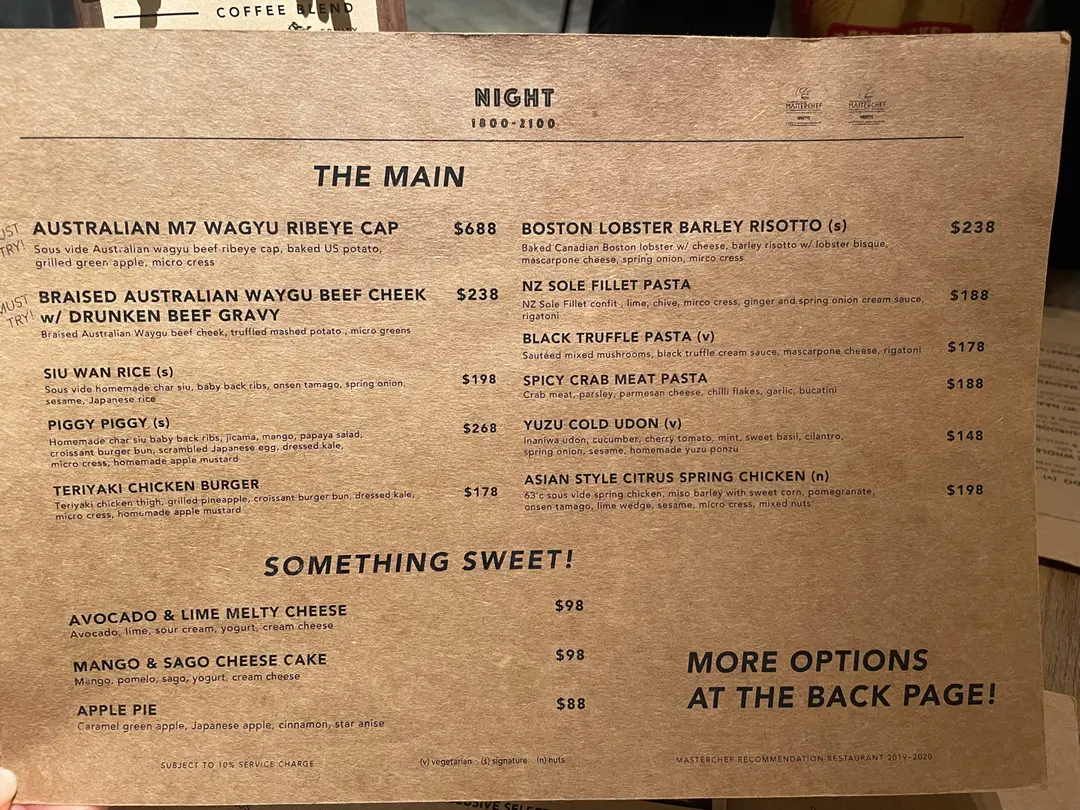 COFFEE BLEND
NIGHT
1800-2100
MASTERCHEF
MASTERCHEF
THE MAIN
MUST
TRY!
AUSTRALIAN M7 WAGYU RIBEYE CAP $688
Sous vide Australian wagyu beef ribeye cap, baked US potato,
grilled green apple, micro cress
MUST
TRY!
BRAISED AUSTRALIAN WAYGU BEEF CHEEK $238
w/ DRUNKEN BEEF GRAVY
Braised Australian Waygu beef cheek, truffled mashed potato , micro greens
SIU WAN RICE (s) $198
Sous vide homemade char siu, baby back ribs, onsen tamago, spring onion,
sesame, Japanese rice
PIGGY PIGGY (s) $268
Homemade char siu baby back ribs, jicama, mango, papaya salad,
croissant burger bun, scrambled Japanese egg, dressed kale,
micro cress, homemade apple mustard
TERIYAKI CHICKEN BURGER $178
Teriyaki chicken thigh, grilled pineapple, croissant burger bun, dressed kale,
micro cress, homemade apple mustard
BOSTON LOBSTER BARLEY RISOTTO (s) $238
Baked Canadian Boston lobster w/ cheese, barley risotto w/ lobster bisque,
mascarpone cheese, spring onion, mirco cress
NZ SOLE FILLET PASTA $188
NZ Sole Fillet confit , lime, chive, mirco cress, ginger and spring onion cream sauce,
rigatoni
BLACK TRUFFLE PASTA (v) $178
Sautéed mixed mushrooms, black truffle cream sauce, mascarpone cheese, rigatoni
SPICY CRAB MEAT PASTA $188
Crab meat, parsley, parmesan cheese, chilli flakes, garlic, bucatini
YUZU COLD UDON (v) $148
Inaniwa udon, cucumber, cherry tomato, mint, sweet basil, cilantro,
spring onion, sesame, homemade yuzu ponzu
ASIAN STYLE CITRUS SPRING CHICKEN (n) $198
63'c sous vide spring chicken, miso barley with sweet corn, pomegranate,
onsen tamago, lime wedge, sesame, micro cress, mixed nuts
SOMETHING SWEET!
AVOCADO & LIME MELTY CHEESE $98
Avocado, lime, sour cream, yogurt, cream cheese
MANGO & SAGO CHEESE CAKE $98
Mango, pomelo, sago, yogurt, cream cheese
APPLE PIE $88
Caramel green apple, Japanese apple, cinnamon, star anise
MORE OPTIONS
AT THE BACK PAGE!
SUBJECT TO 10% SERVICE CHARGE
(v) vegetarian (s) signature (n) nuts
MASTERCHEF RECOMMENDATION RESTAURANT 2019-2020